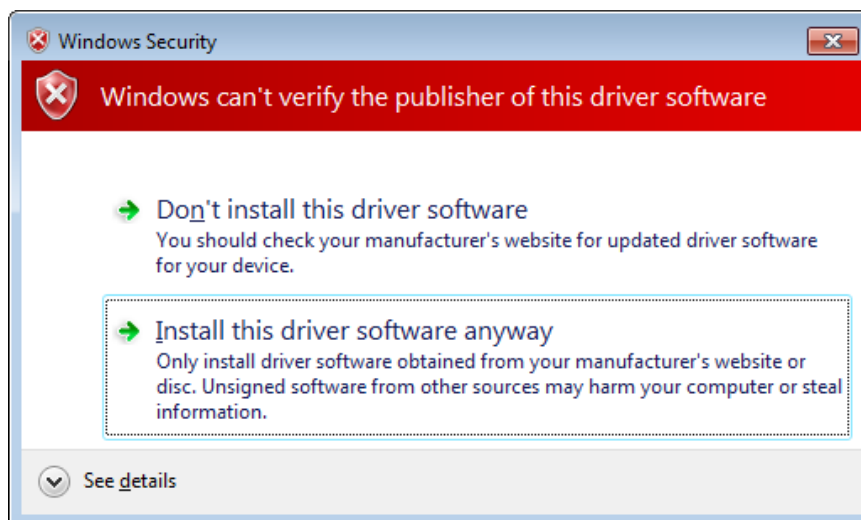 Windows Security
Windows can't verify the publisher of this driver software
Don't install this driver software
You should check your manufacturer's website for updated driver software
for your device.
Install this driver software anyway
Only install driver software obtained from your manufacturer's website or
disc. Unsigned software from other sources may harm your computer or steal
information.
See details